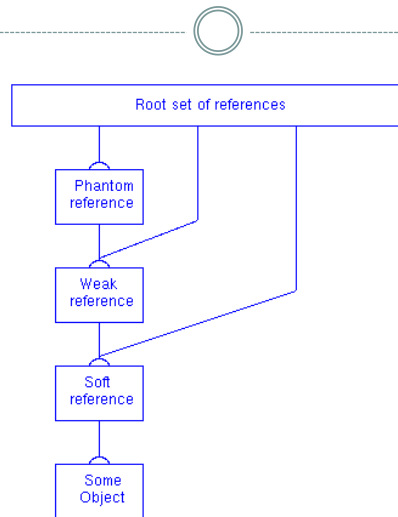 Root set of references
Phantom
reference
Weak
reference
Soft
reference
Some
Object